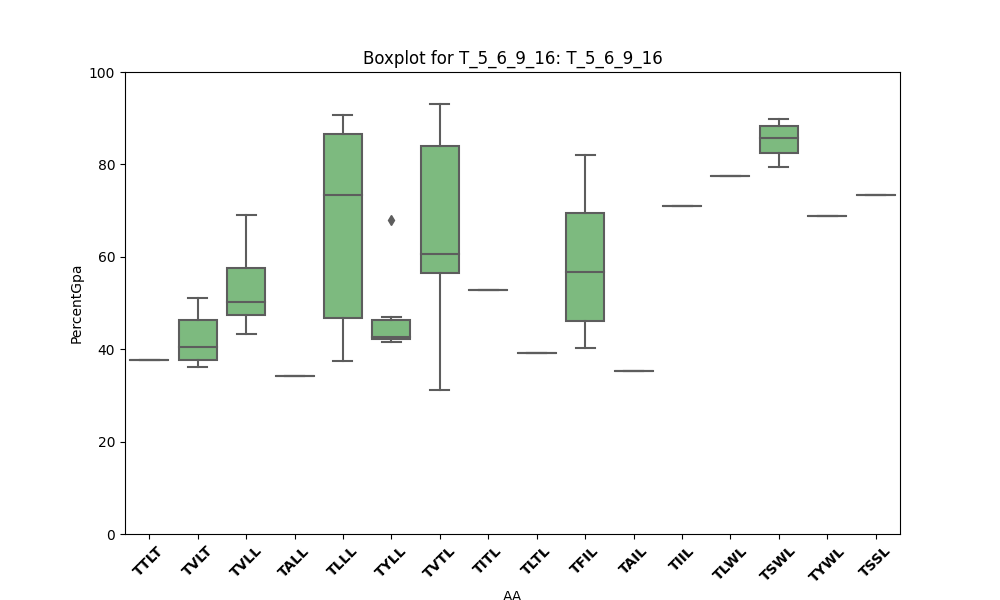 Boxplot for T_5_6_9_16: T_5_6_9_16
100
80
60
40
20
0
PercentGpa
TTLT TVLT TVLL TALL TLLL TYLL TVTL TITL TLTL TFIL TAIL TIIL TLWL TSWL TYWL TSSL
AA